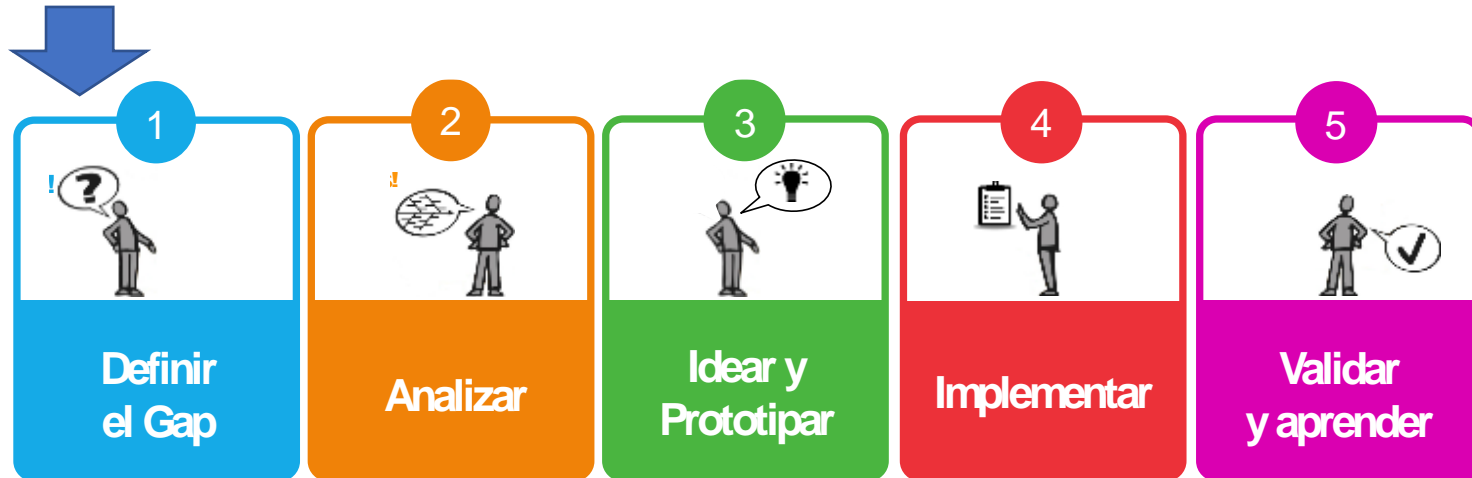 1
2
3
4
5
!
?
!
Definir
el Gap
Analizar
Idear y
Prototipar
Implementar
Validar
y aprender